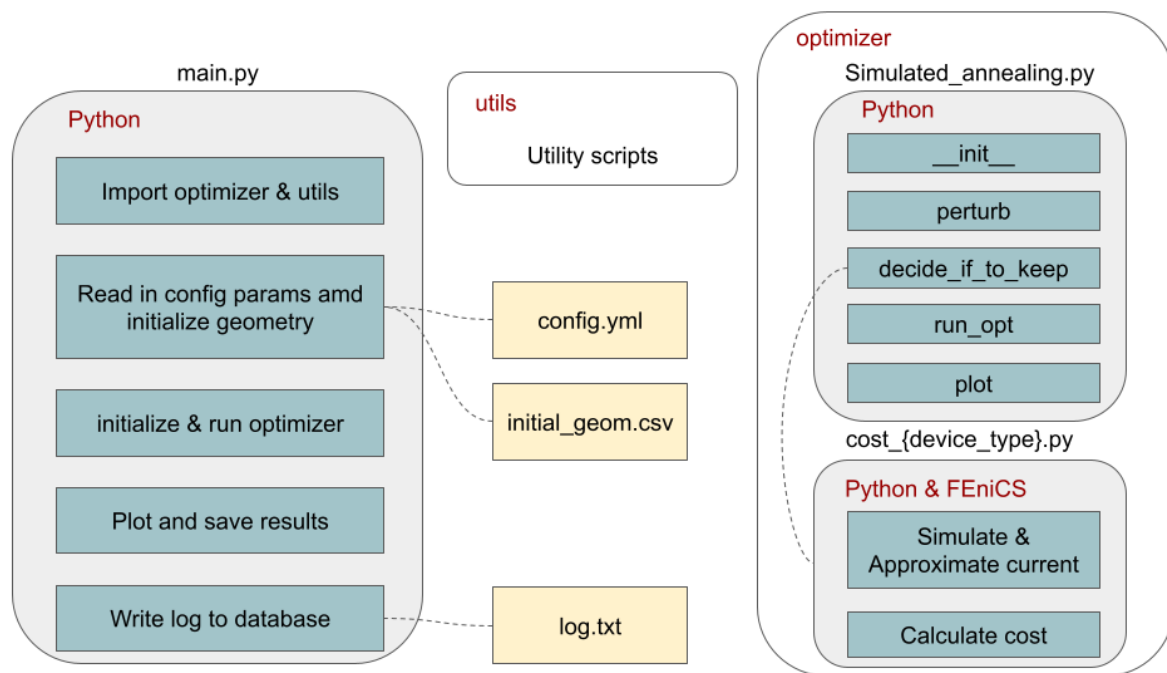 main.py
Python
Import optimizer & utils
Read in config params amd
initialize geometry
initialize & run optimizer
Plot and save results
Write log to database
utils
Utility scripts
config.yml
initial_geom.csv
log.txt
optimizer
Simulated_annealing.py
Python
__init__
perturb
decide_if_to_keep
run_opt
plot
cost_{device_type}.py
Python & FEniCS
Simulate &
Approximate current
Calculate cost